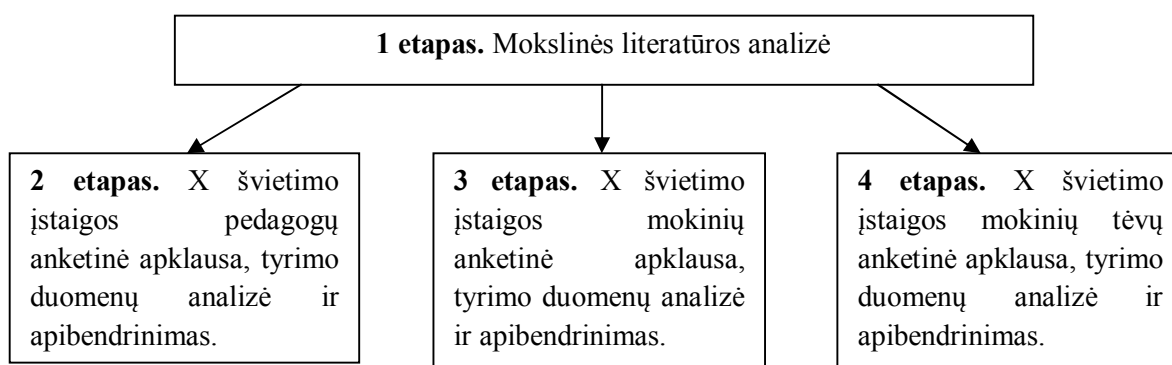 1 etapas. Mokslinės literatūros analizė
2 etapas. X švietimo
įstaigos pedagogų
anketinė apklausa, tyrimo
duomenų analizė ir
apibendrinimas.
3 etapas. X švietimo
įstaigos mokinių
anketinė apklausa,
tyrimo duomenų analizė
ir apibendrinimas.
4 etapas. X švietimo
įstaigos mokinių tėvų
anketinė apklausa, tyrimo
duomenų analizė ir
apibendrinimas.